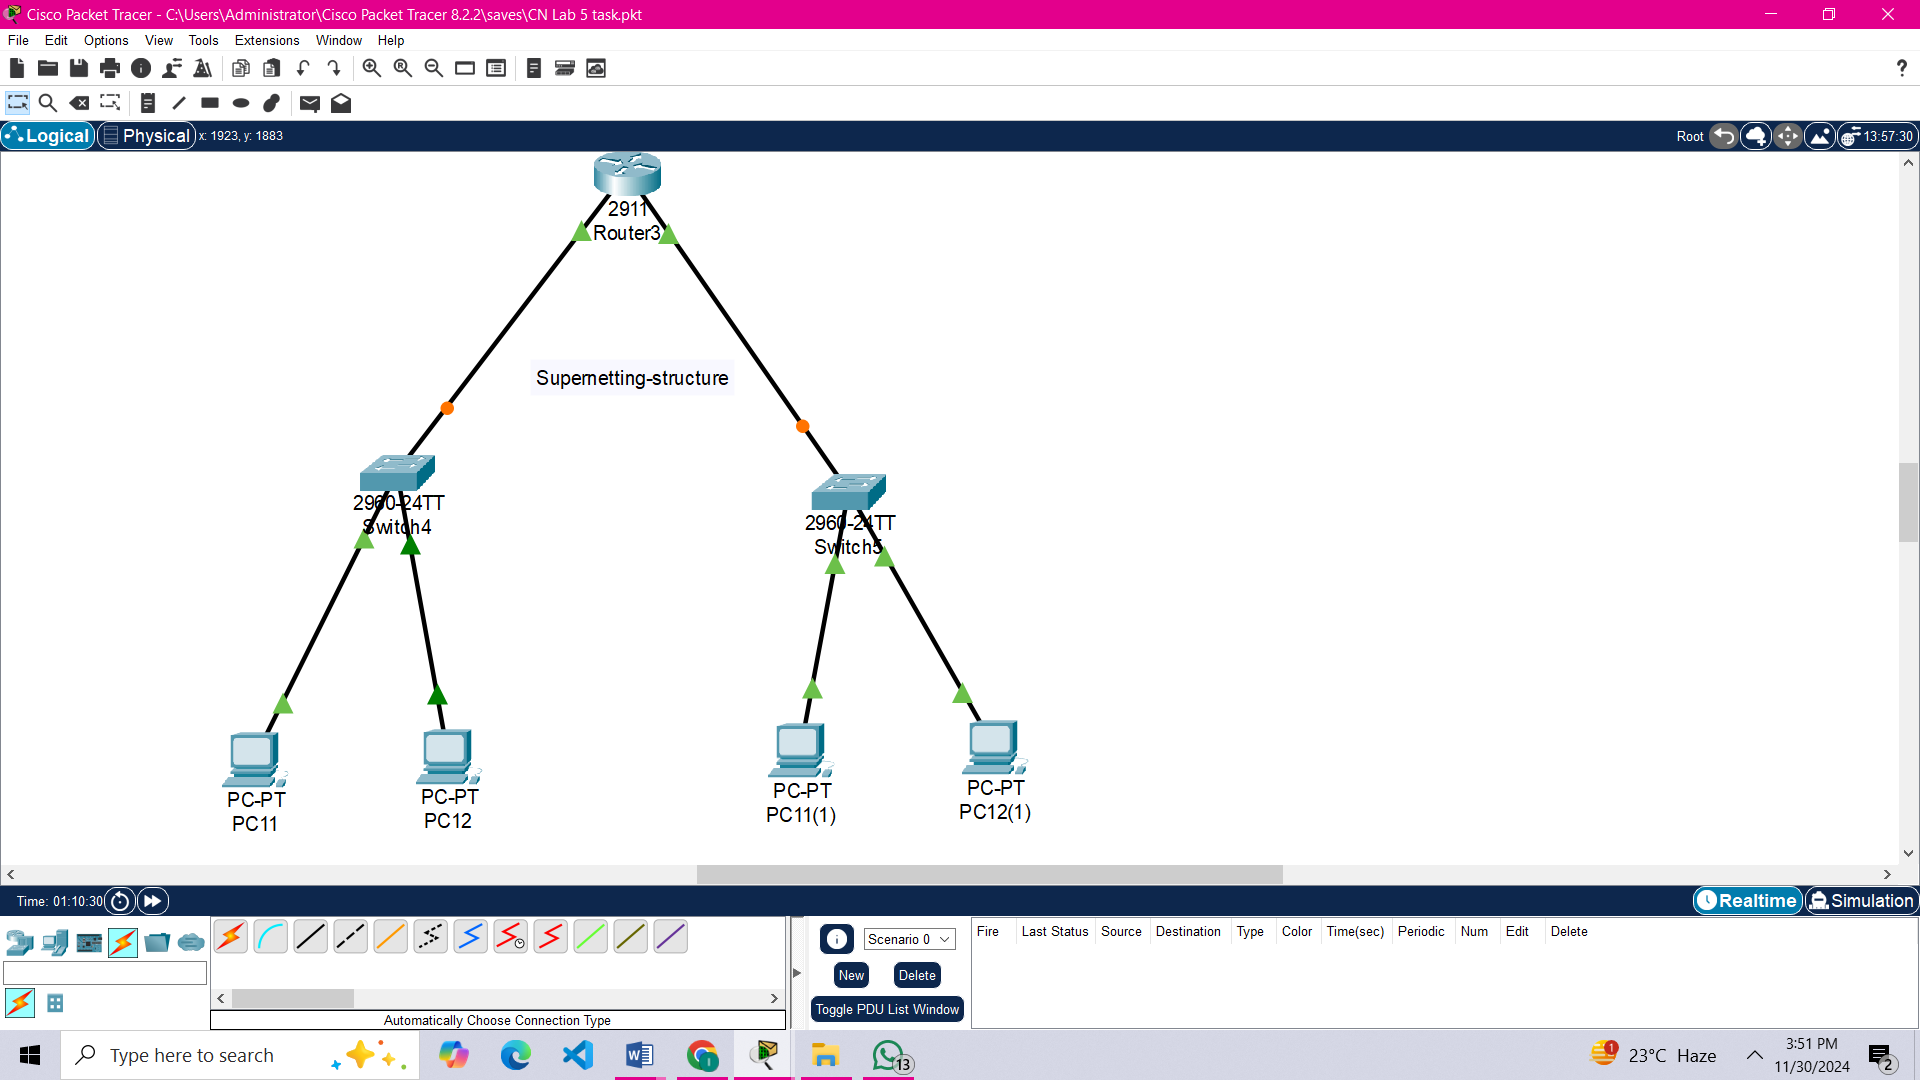 Cisco Packet Tracer - C:\Users\Administrator\Cisco Packet Tracer 8.2.2\saves\CN Lab 5 task.pkt
File Edit Options View Tools Extensions Window Help
?
Logical Physical x: 1923, y: 1883 Root 13:57:30
2911
Router3
Supernetting-structure
2960-24TT
Switch4
2960-24TT
Switch5
PC-PT
PC11
PC-PT
PC12
PC-PT
PC11(1)
PC-PT
PC12(1)
Time: 01:10:30 Realtime Simulation
Scenario 0
New Delete
Toggle PDU List Window
Fire Last Status Source Destination Type Color Time(sec) Periodic Num Edit Delete
Automatically Choose Connection Type
Type here to search
13
1
23°C Haze
3:51 PM
11/30/2024
2